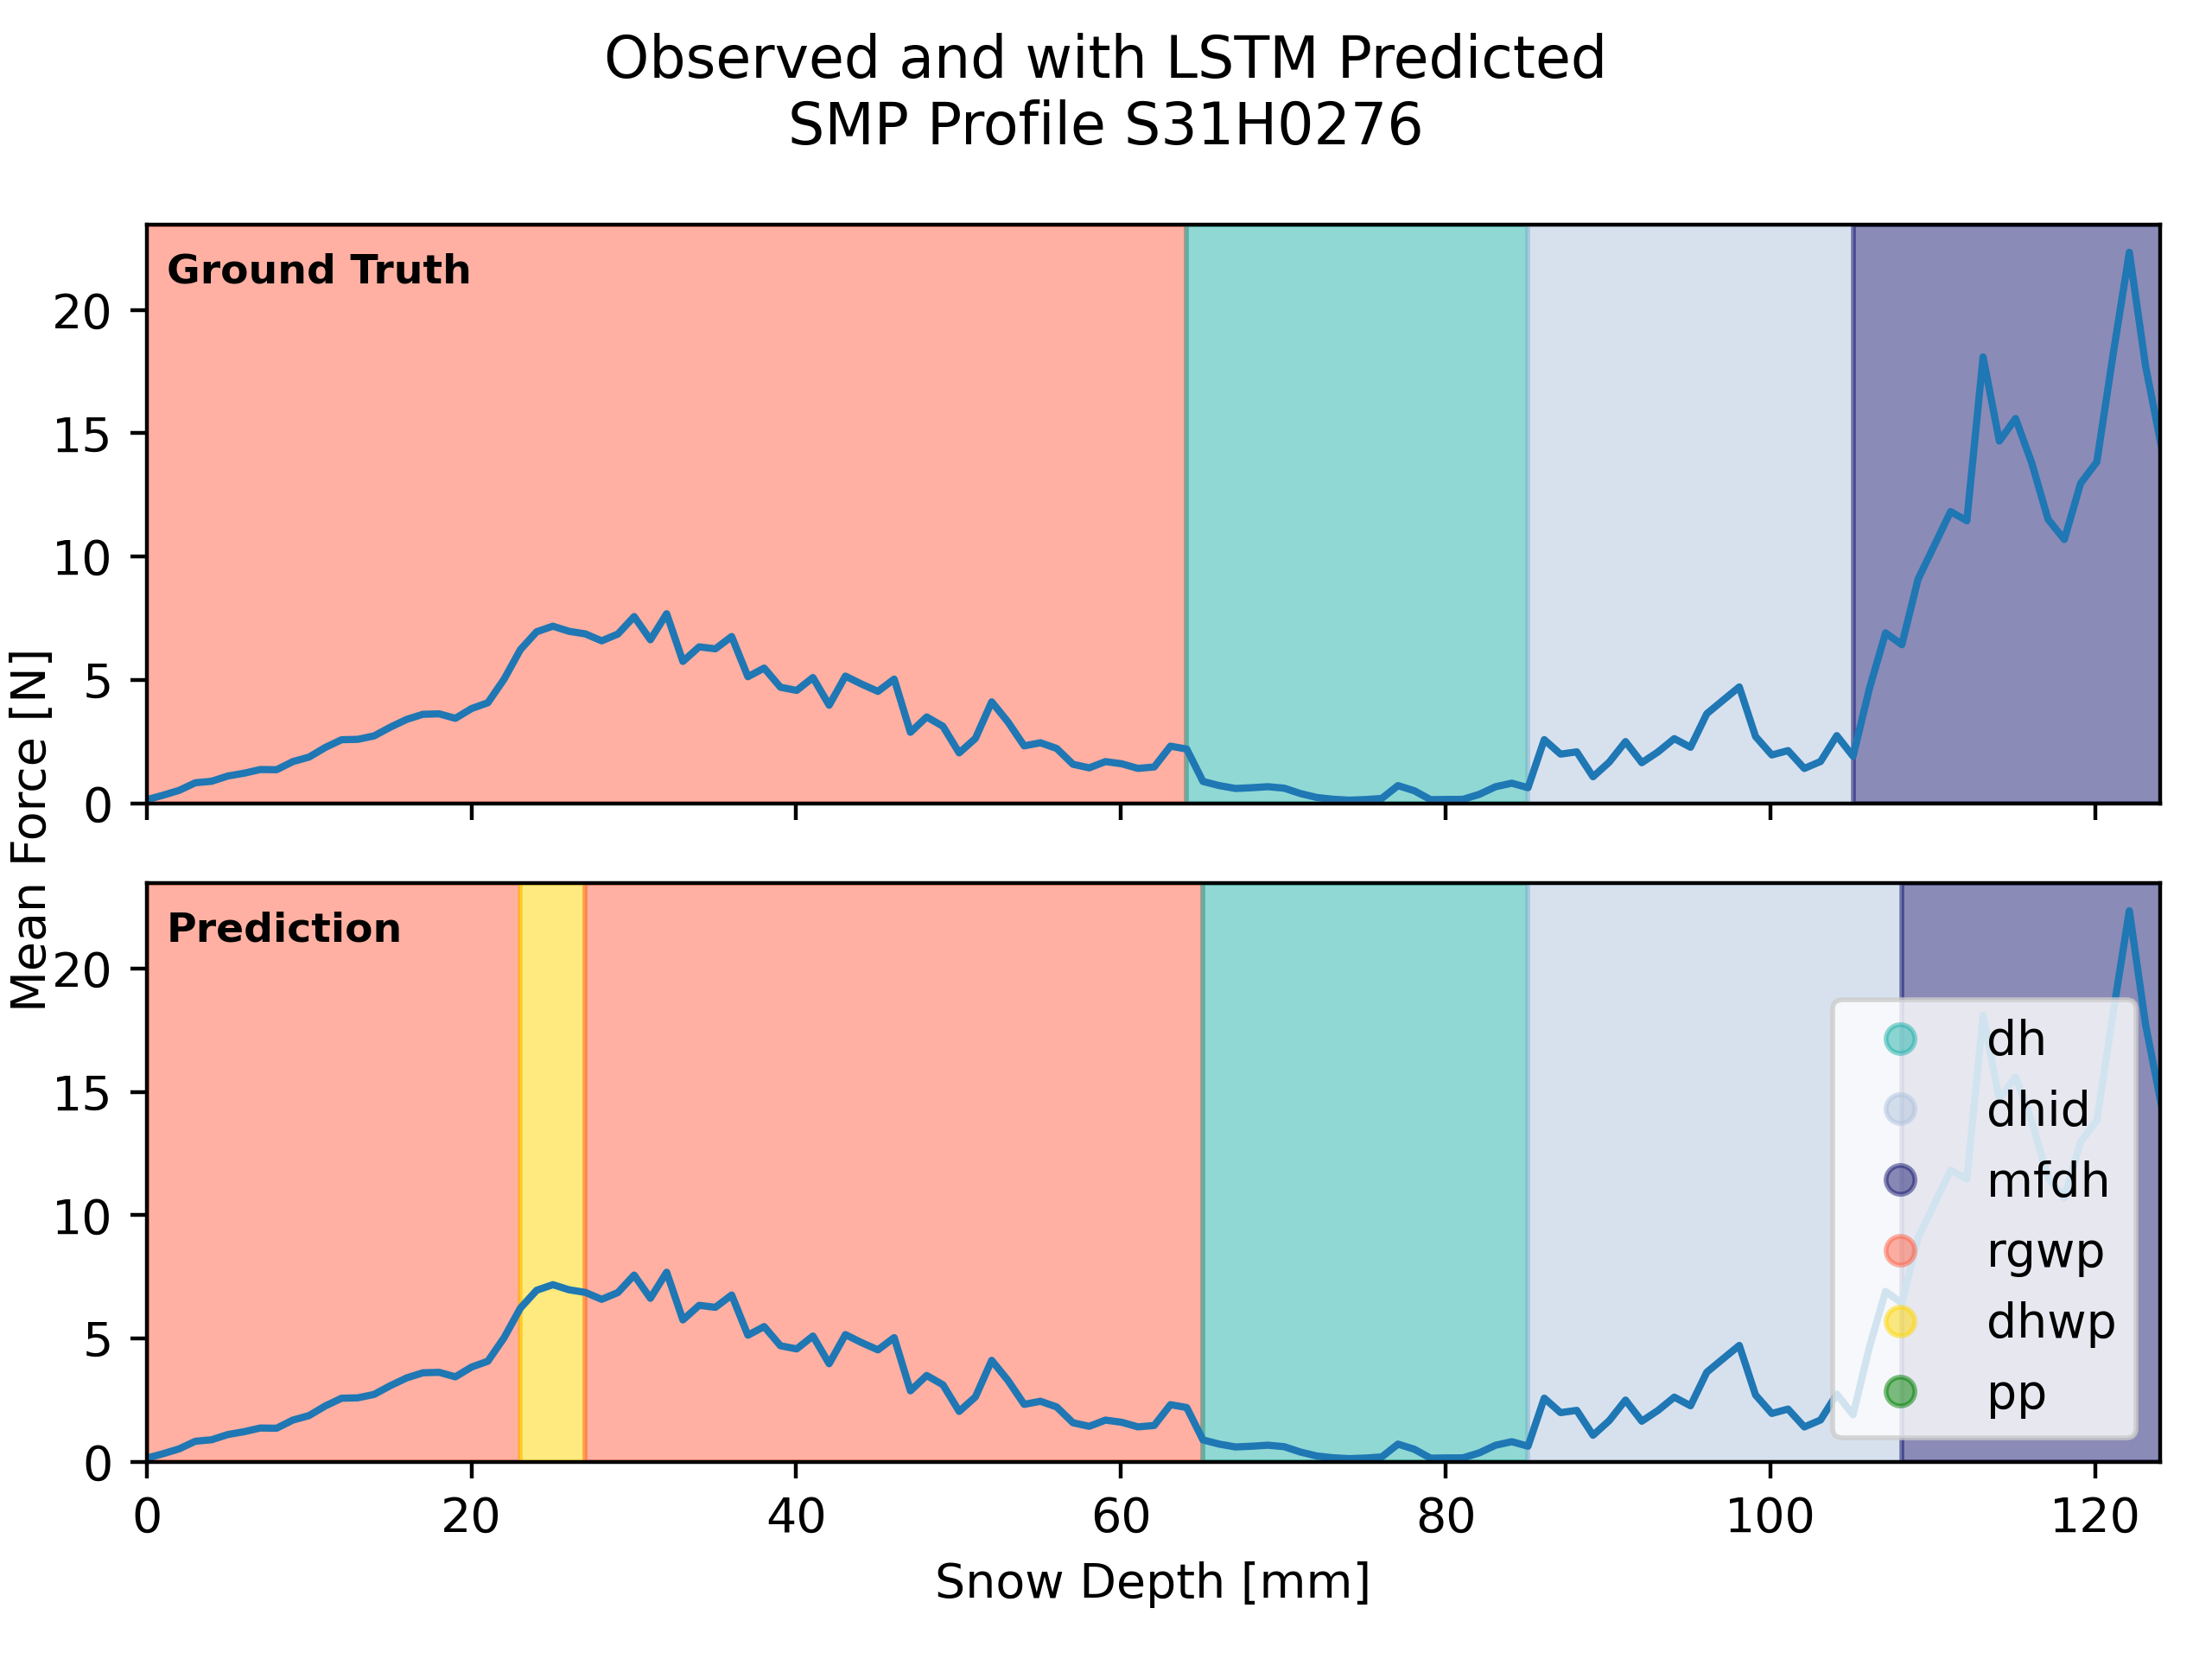 Observed and with LSTM Predicted
SMP Profile S31H0276
Ground Truth
20
15
10
5
0
Mean Force [N]
Prediction
20
15
10
5
0
dh
dhid
mfdh
rgwp
dhwp
pp
0 20 40 60 80 100 120
Snow Depth [mm]